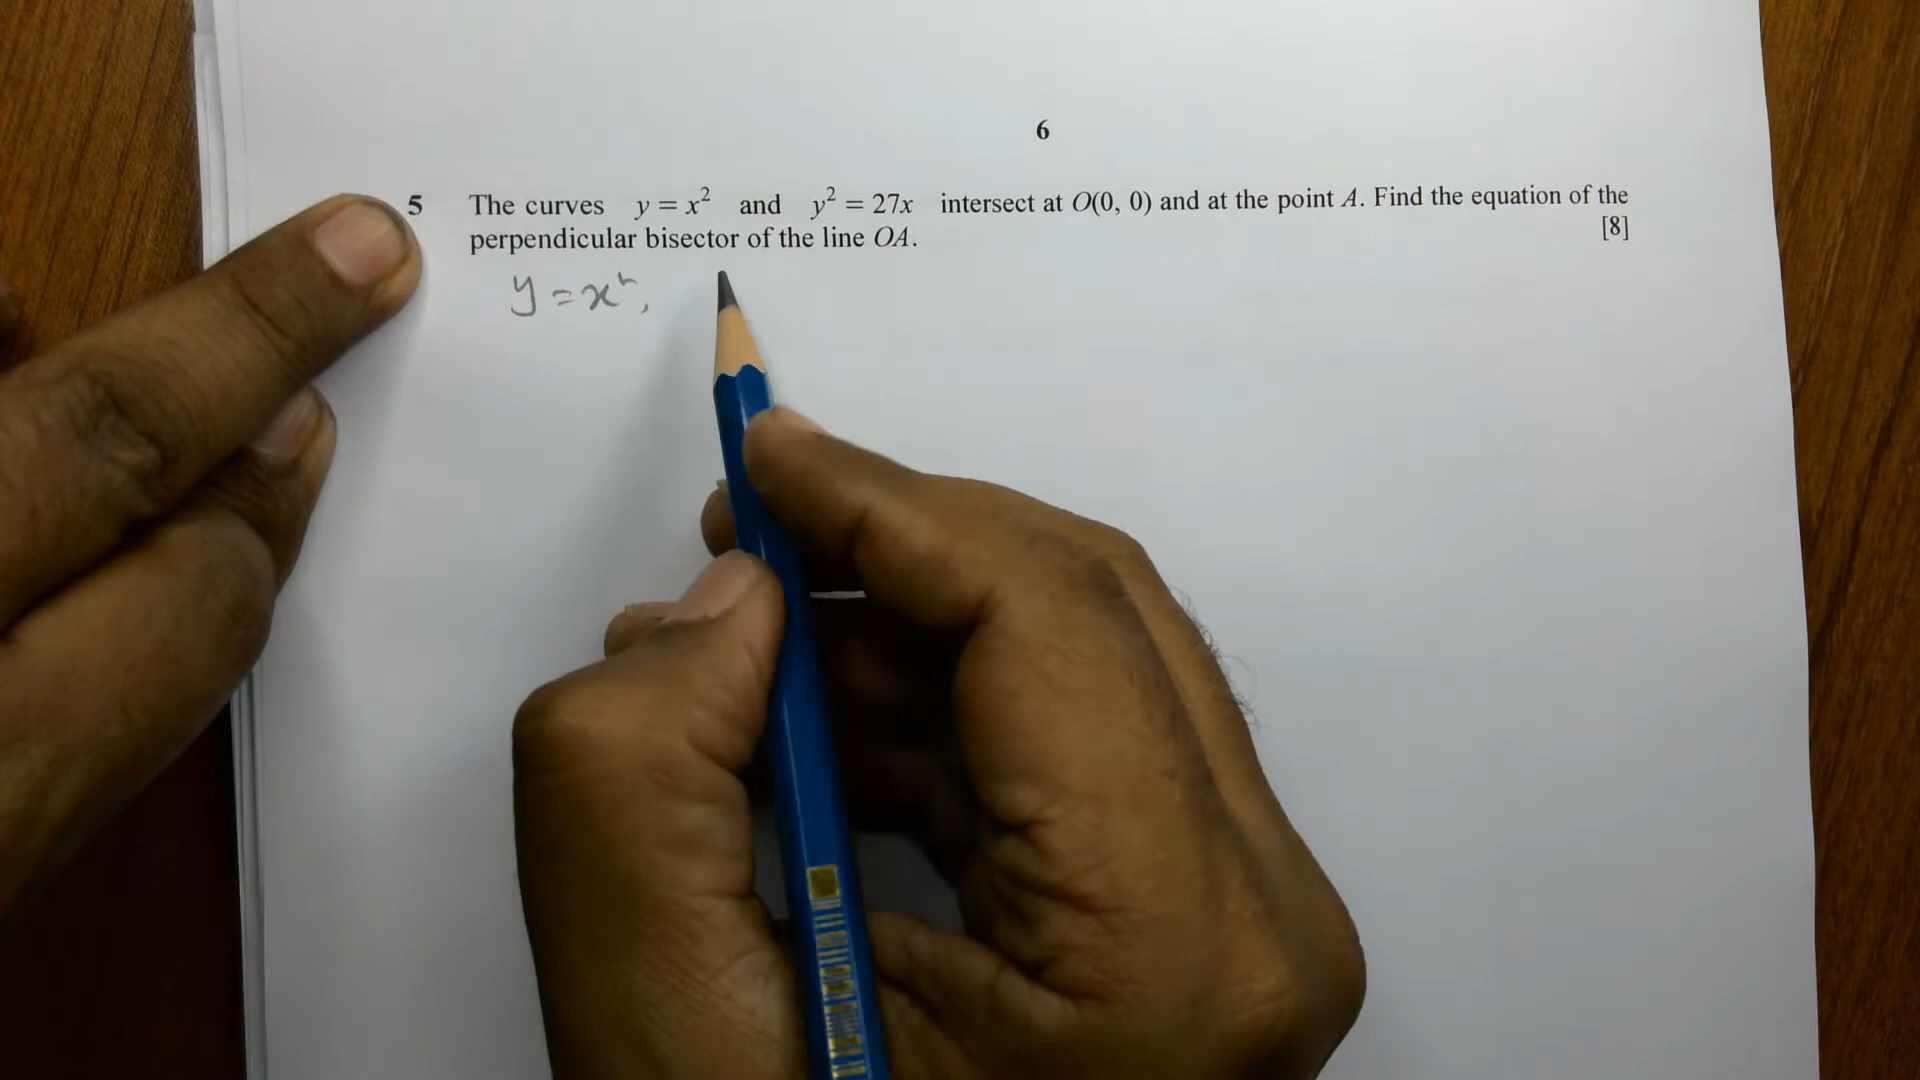 6
5 The curves y = x² and y² = 27x intersect at O(0, 0) and at the point A. Find the equation of the
perpendicular bisector of the line OA. [8]
y = x²,